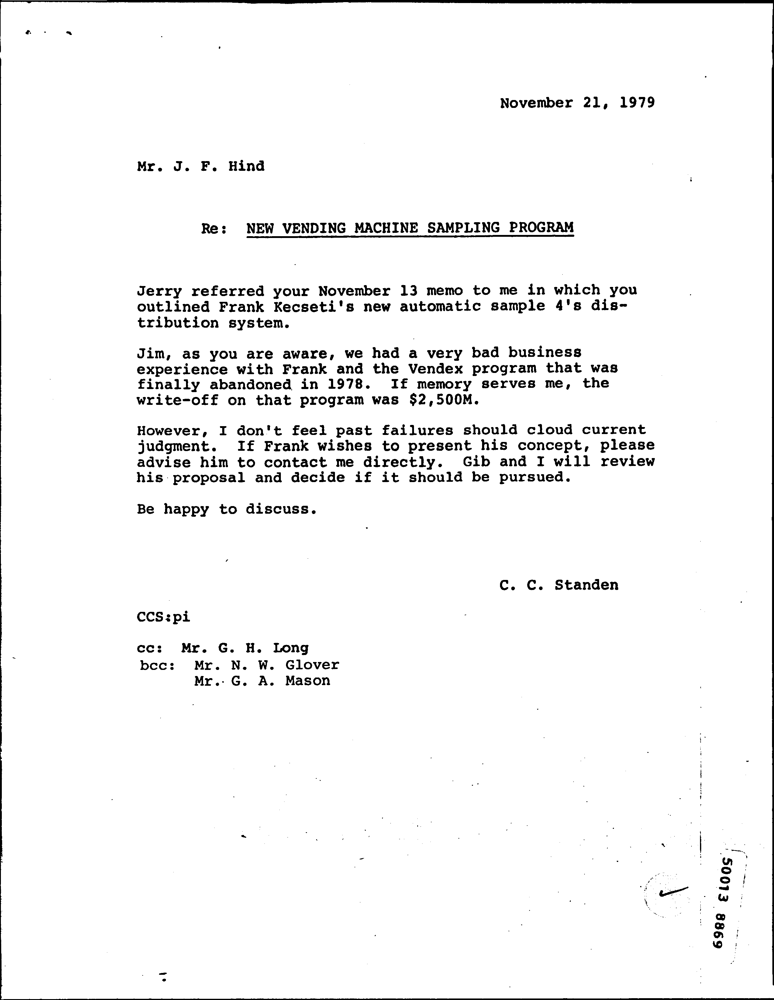 November 21, 1979
Mr. J. F. Hind
Re: NEW VENDING MACHINE SAMPLING PROGRAM
Jerry referred your November 13 memo to me in which you
outlined Frank Kecseti's new automatic sample 4's dis-
tribution system.
Jim, as you are aware, we had a very bad business
experience with Frank and the Vendex program that was
finally abandoned in 1978. If memory serves me, the
write-off on that program was $2,500M.
However, I don't feel past failures should cloud current
judgment. If Frank wishes to present his concept, please
advise him to contact me directly. Gib and I will review
his proposal and decide if it should be pursued.
Be happy to discuss.
C. C. Standen
CCS:pi
cc: Mr. G. H. Long
bcc: Mr. N. W. Glover
Mr. G. A. Mason
50013 8869